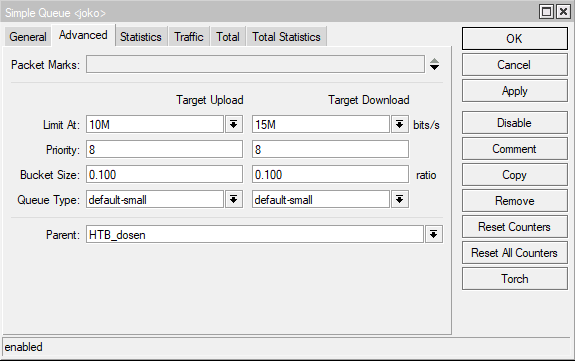 Simple Queue <joko>
General Advanced Statistics Traffic Total Total Statistics
Packet Marks:
Target Upload Target Download
Limit At: 10M 15M bits/s
Priority: 8 8
Bucket Size: 0.100 0.100 ratio
Queue Type: default-small default-small
Parent: HTB_dosen
OK
Cancel
Apply
Disable
Comment
Copy
Remove
Reset Counters
Reset All Counters
Torch
enabled